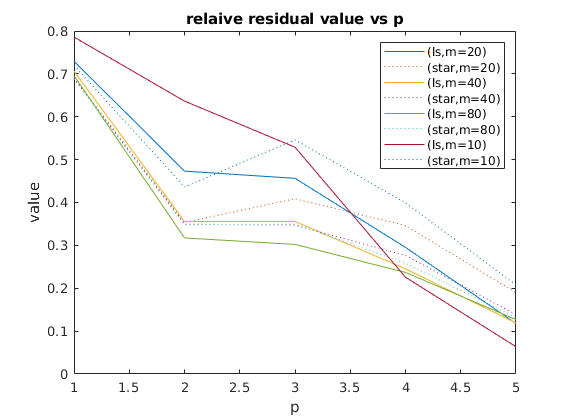 relaive residual value vs p
0.8
0.7
0.6
0.5
0.4
0.3
0.2
0.1
0
value
(ls,m=20)
(star,m=20)
(ls,m=40)
(star,m=40)
(ls,m=80)
(star,m=80)
(ls,m=10)
(star,m=10)
1 1.5 2 2.5 3 3.5 4 4.5 5
p